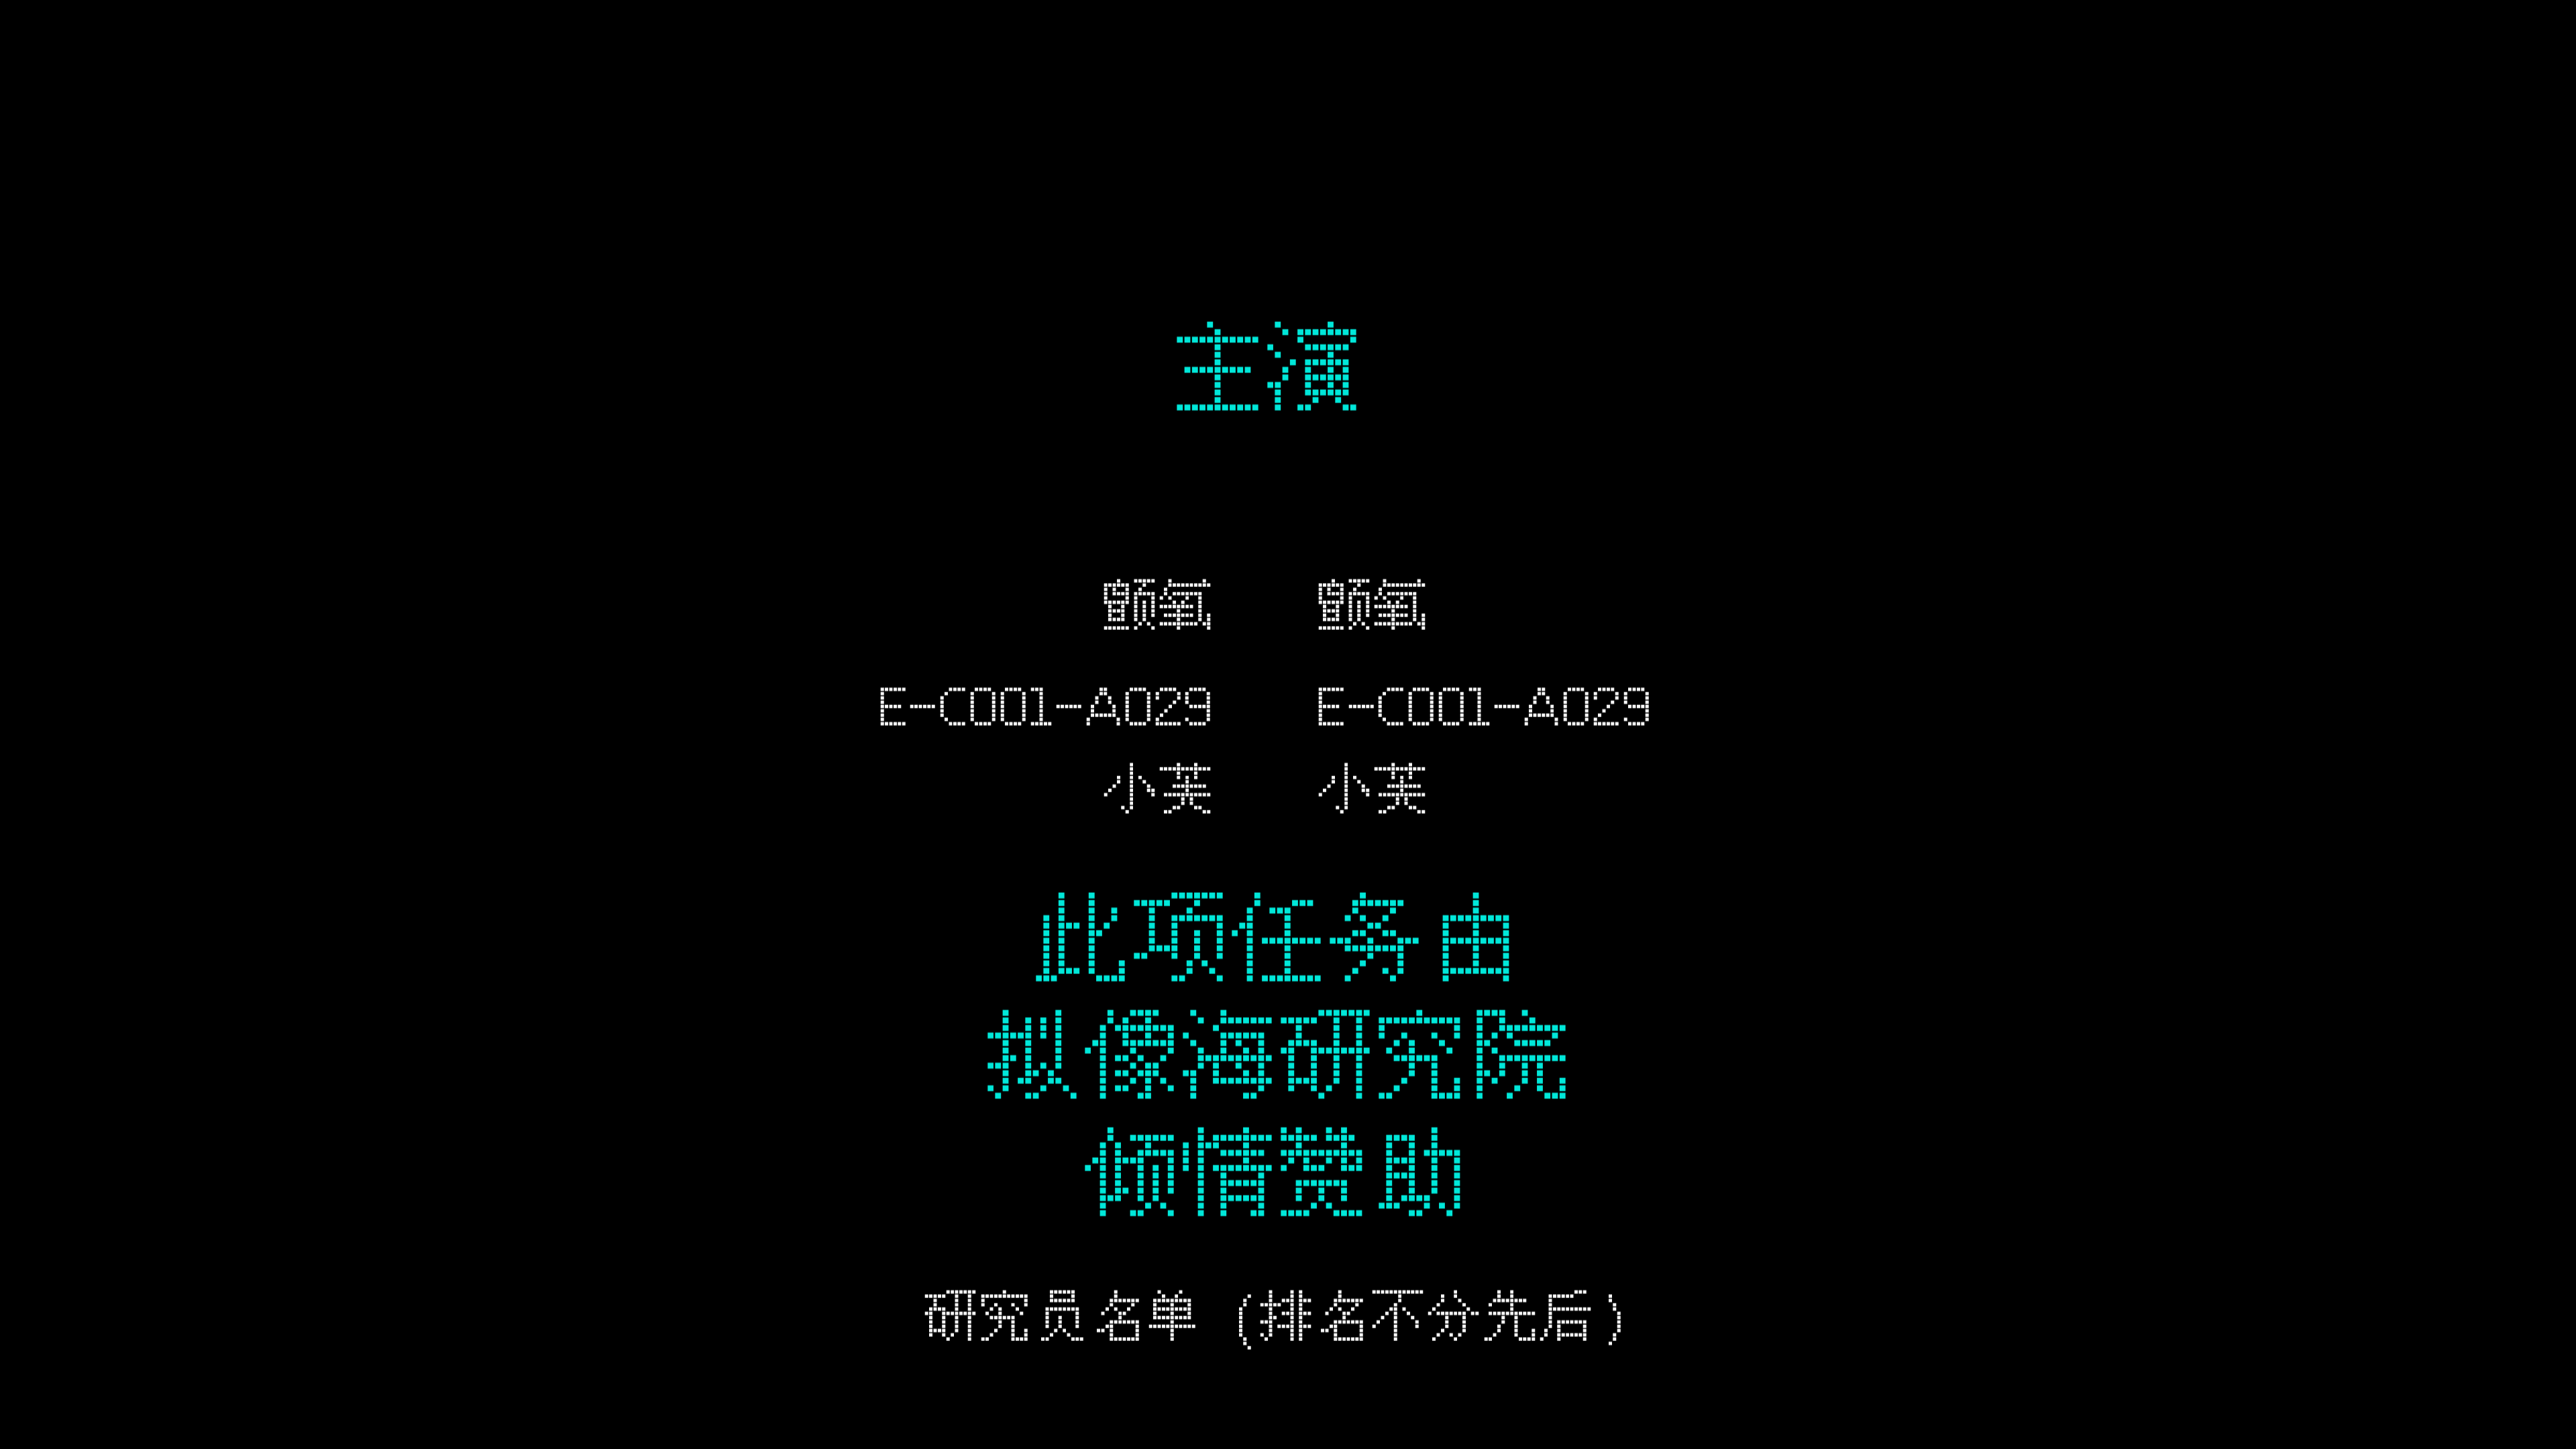 主演
颤氧 颤氧
E-C001-A029 E-C001-A029
小芙 小芙
此项任务由
拟像海研究院
倾情赞助
研究员名单 (排名不分先后)